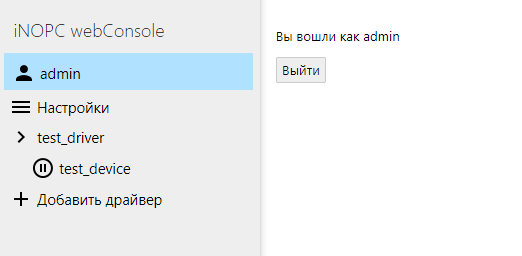 iNOPC webConsole
admin
Настройки
test_driver
test_device
Добавить драйвер
Вы вошли как admin
Выйти